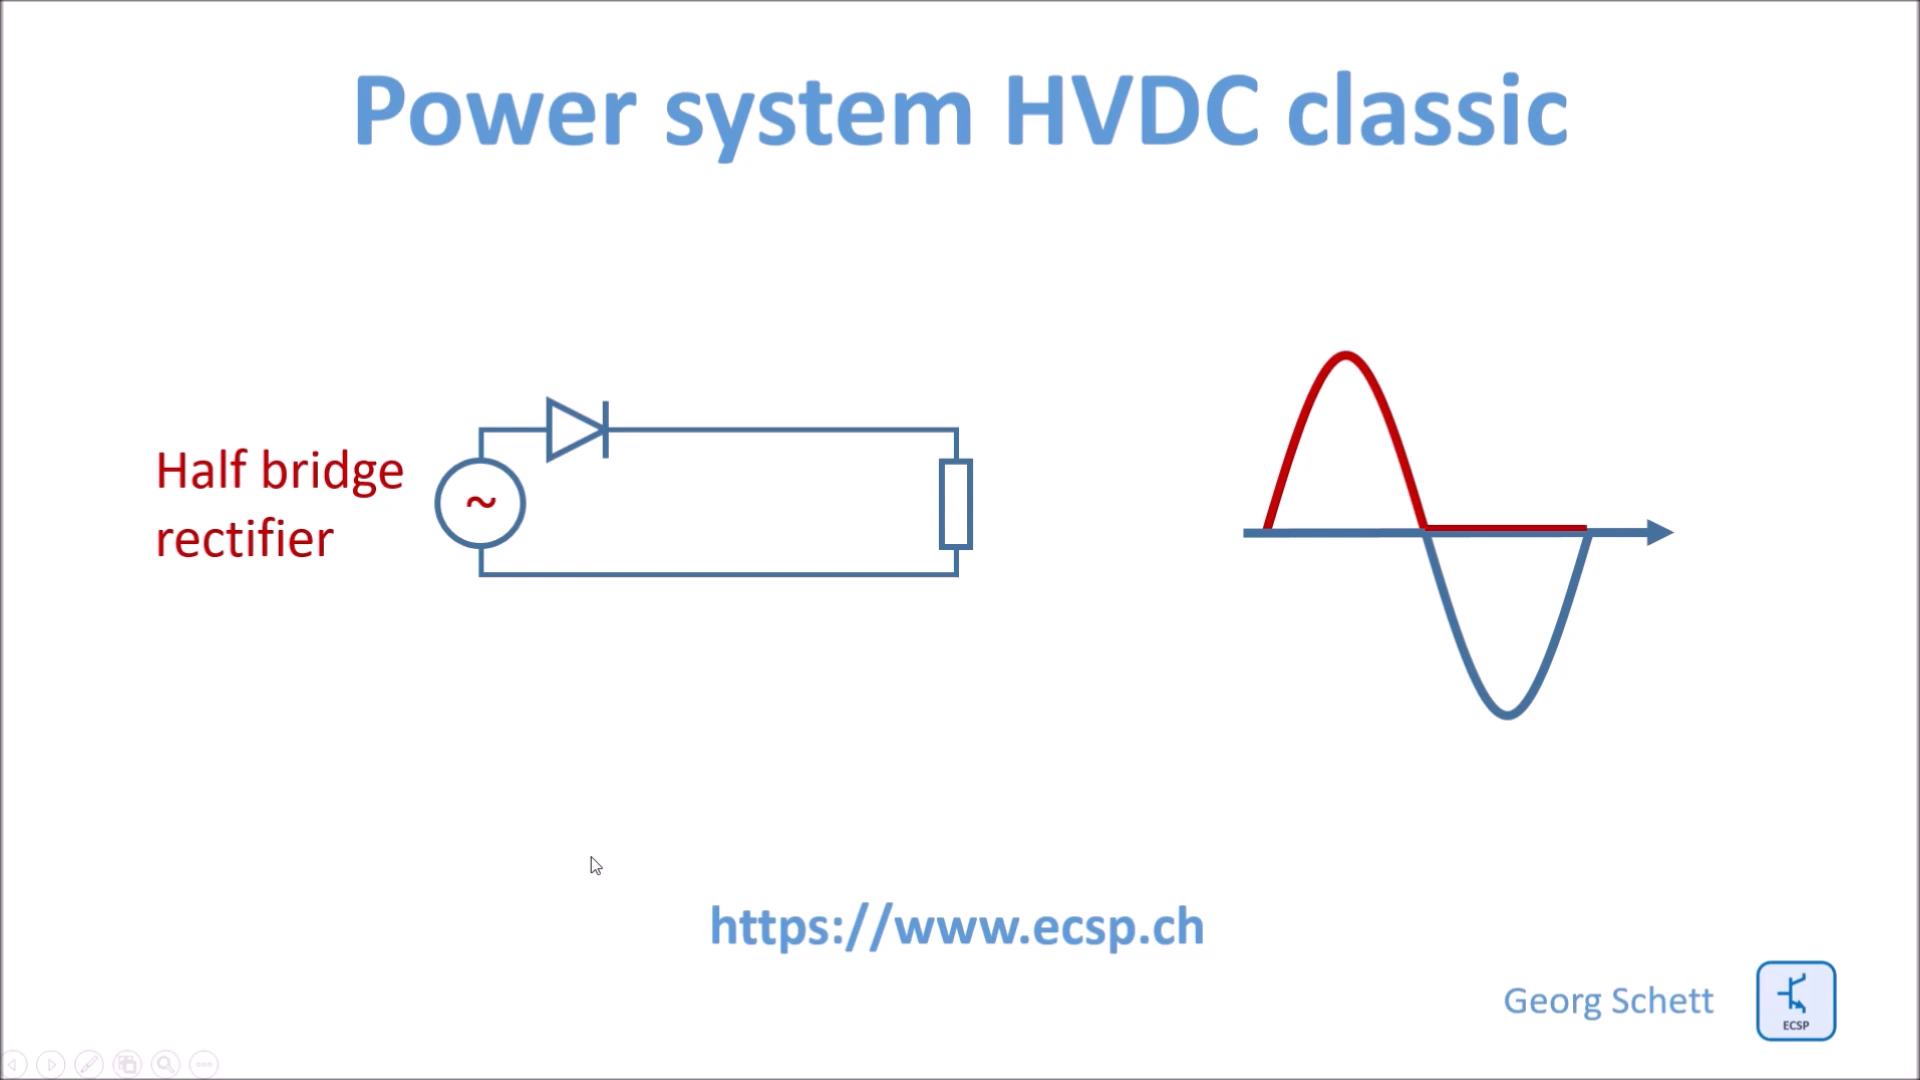 Power system HVDC classic
Half bridge
rectifier
~
https://www.ecsp.ch
Georg Schett
ECSP